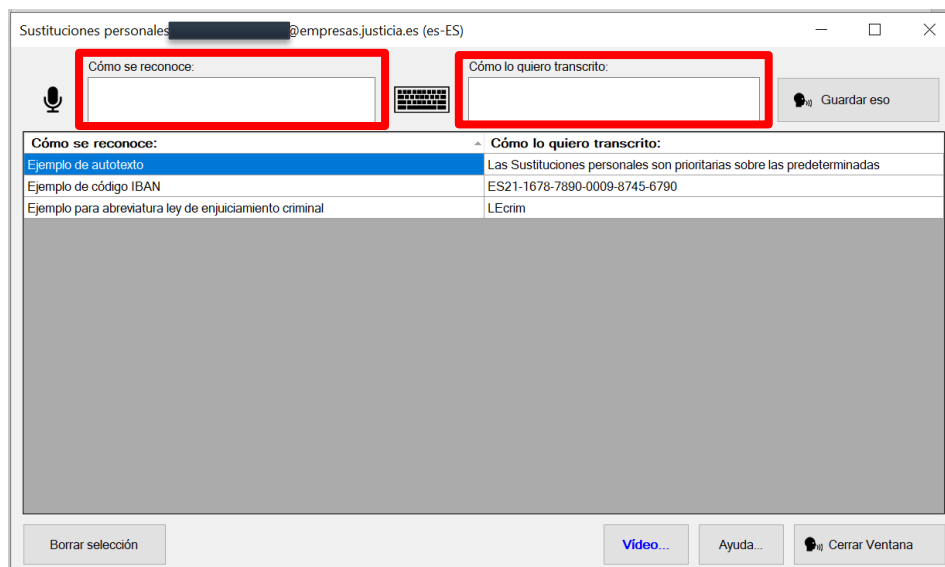 Sustituciones personales @empresas.justicia.es (es-ES)
Cómo se reconoce: Cómo lo quiero transcrito:
Guardar eso
Cómo se reconoce: Cómo lo quiero transcrito:
Ejemplo de autotexto Las Sustituciones personales son prioritarias sobre las predeterminadas
Ejemplo de código IBAN ES21-1678-7890-0009-8745-6790
Ejemplo para abreviatura ley de enjuiciamiento criminal LEcrim
Borrar selección Vídeo... Ayuda... Cerrar Ventana